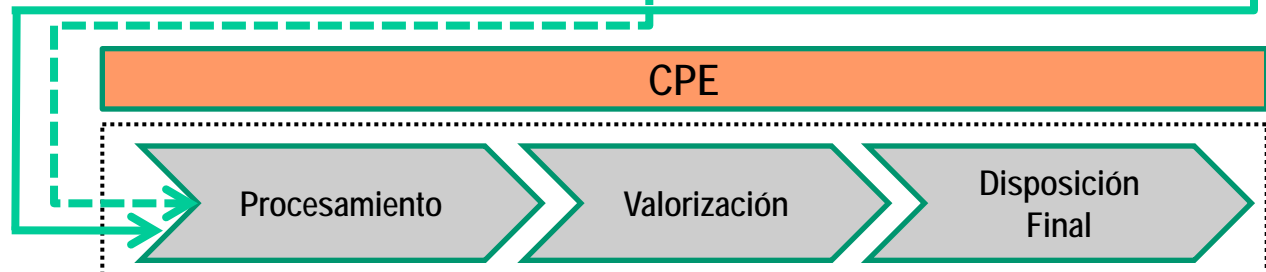 CPE
Procesamiento
Valorización
Disposición
Final